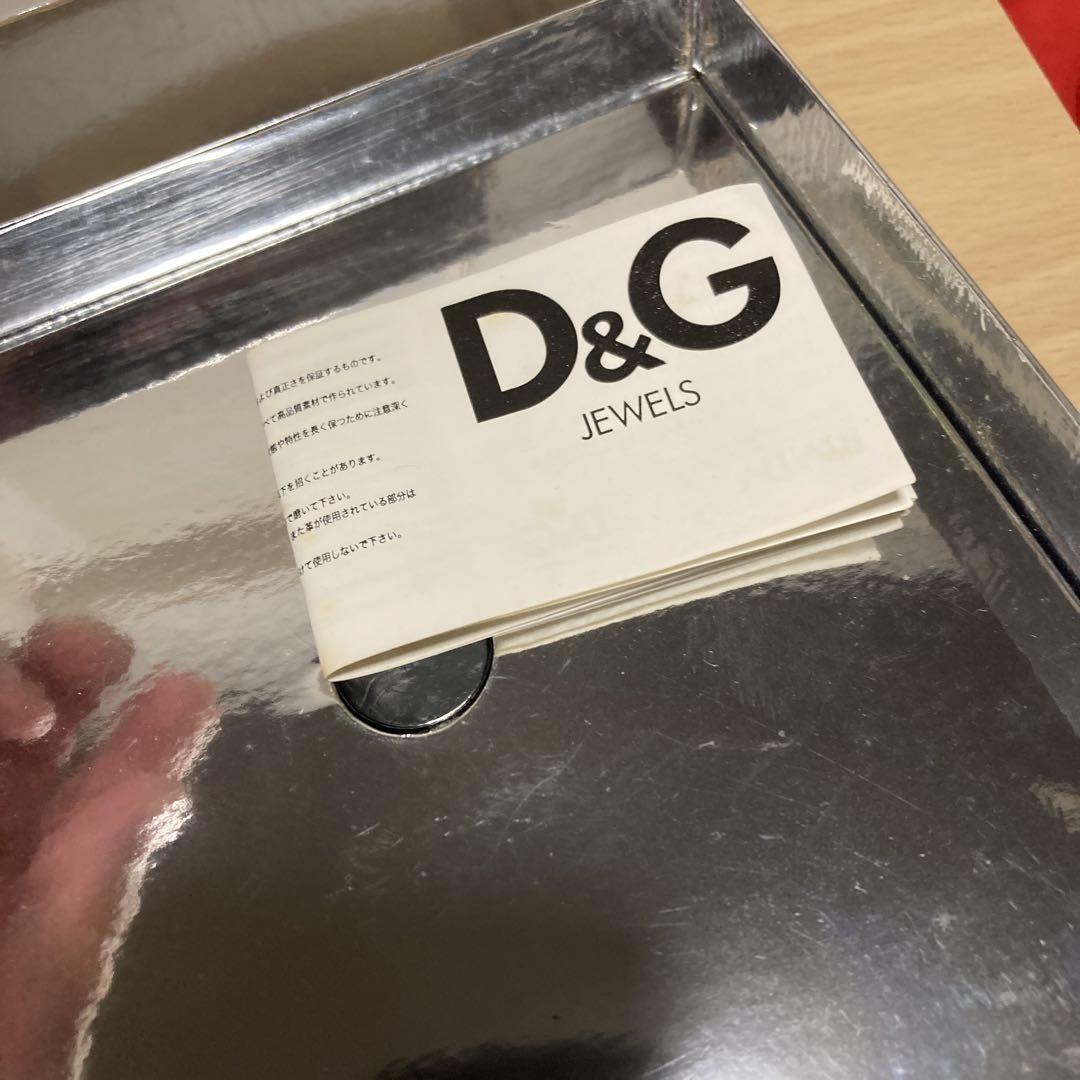 D&G
JEWELS
よび真正さを保証するものです。
べて高品質素材で作られています。
態や特性を長く保つために注意深く
下を招くことがあります。
で磨いて下さい。
また革が使用されている部分は
けて使用しないで下さい。